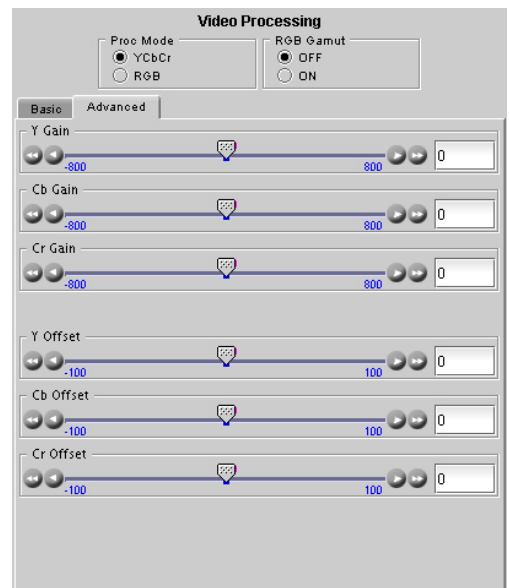 Video Processing
Proc Mode
YCbCr
RGB
RGB Gamut
OFF
ON
Basic Advanced
Y Gain
-800 800 0
Cb Gain
-800 800 0
Cr Gain
-800 800 0
Y Offset
-100 100 0
Cb Offset
-100 100 0
Cr Offset
-100 100 0